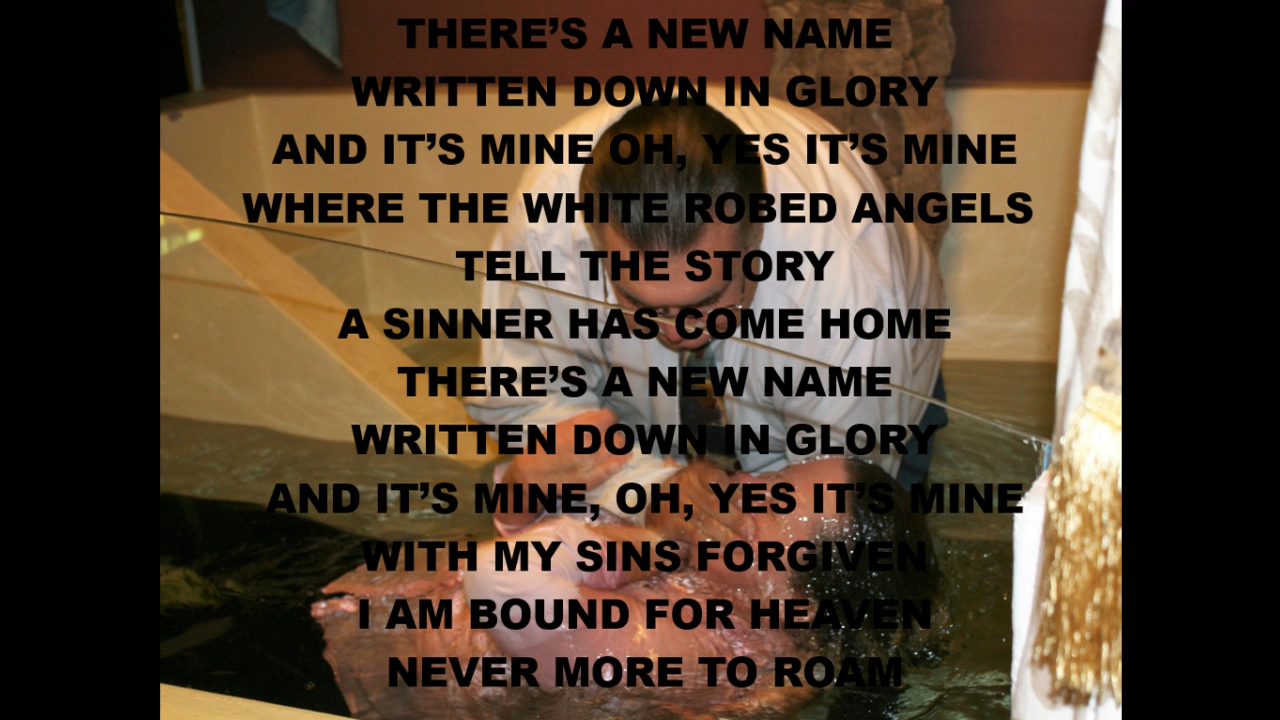 THERE’S A NEW NAME
WRITTEN DOWN IN GLORY
AND IT’S MINE OH, YES IT’S MINE
WHERE THE WHITE ROBED ANGELS
TELL THE STORY
A SINNER HAS COME HOME
THERE’S A NEW NAME
WRITTEN DOWN IN GLORY
AND IT’S MINE, OH, YES IT’S MINE
WITH MY SINS FORGIVEN
I AM BOUND FOR HEAVEN
NEVER MORE TO ROAM